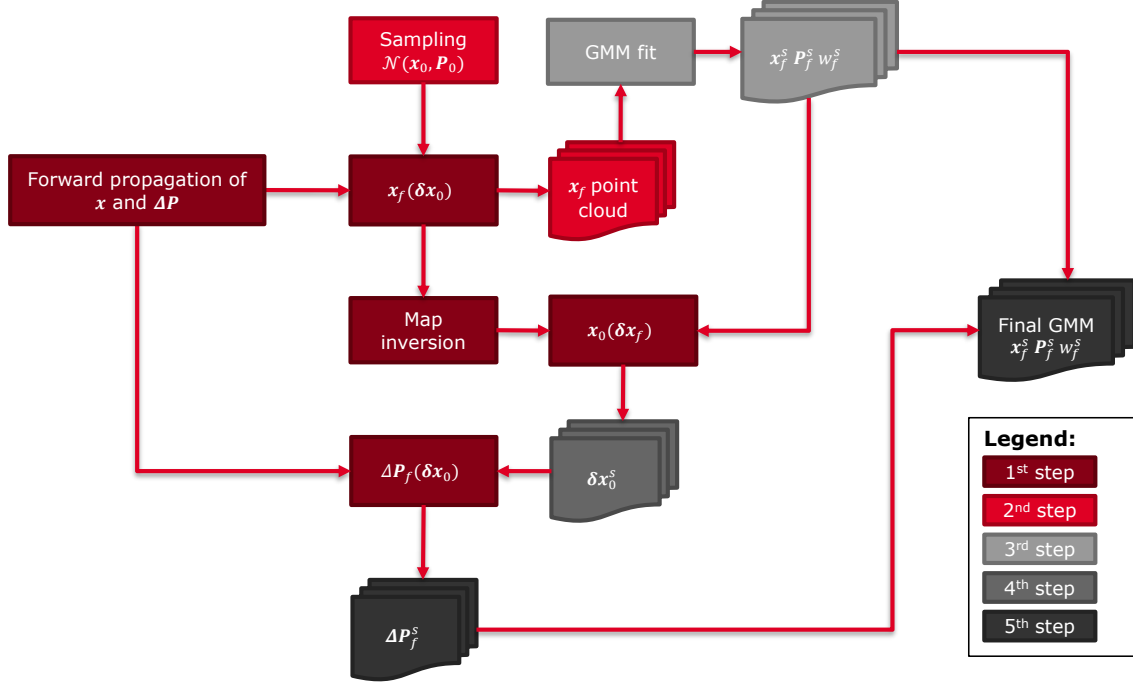 Sampling
𝒩(𝒙₀, 𝑷₀)
GMM fit
𝒙_f^s 𝑷_f^s w_f^s
Forward propagation of
𝒙 and 𝜟𝑷
𝒙_f(𝜹𝒙₀)
𝒙_f point
cloud
Map
inversion
𝒙₀(𝜹𝒙_f)
Final GMM
𝒙_f^s 𝑷_f^s w_f^s
𝜟𝑷_f(𝜹𝒙₀)
𝜹𝒙₀^s
𝜟𝑷_f^s
Legend:
1ˢᵗ step
2ⁿᵈ step
3ʳᵈ step
4ᵗʰ step
5ᵗʰ step